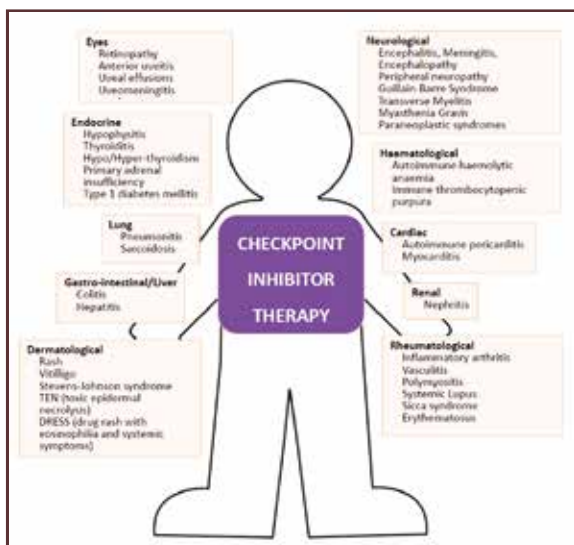 Eyes
Retinopathy
Anterior uveitis
Uveal effusions
Uveomeningitis
Endocrine
Hypophysitis
Thyroiditis
Hypo/Hyper-thyroidism
Primary adrenal
insufficiency
Type 1 diabetes mellitis
Lung
Pneumonitis
Sarcoidosis
Gastro-intestinal/Liver
Colitis
Hepatitis
Dermatological
Rash
Vitilligo
Stevens-Johnson syndrome
TEN (toxic epidermal
necrolysis)
DRESS (drug rash with
eosinophilia and systemic
symptoms)
CHECKPOINT
INHIBITOR
THERAPY
Neurological
Encephalitis, Meningitis,
Encephalopathy
Peripheral neuropathy
Guillain Barre Syndrome
Transverse Myelitis
Myasthenia Gravis
Paraneoplastic syndromes
Haematological
Autoimmune haemolytic
anaemia
Immune thrombocytopenic
purpura
Cardiac
Autoimmune pericarditis
Myocarditis
Renal
Nephritis
Rheumatological
Inflammatory arthritis
Vasculitis
Polymyositis
Systemic Lupus
Sicca syndrome
Erythematosus